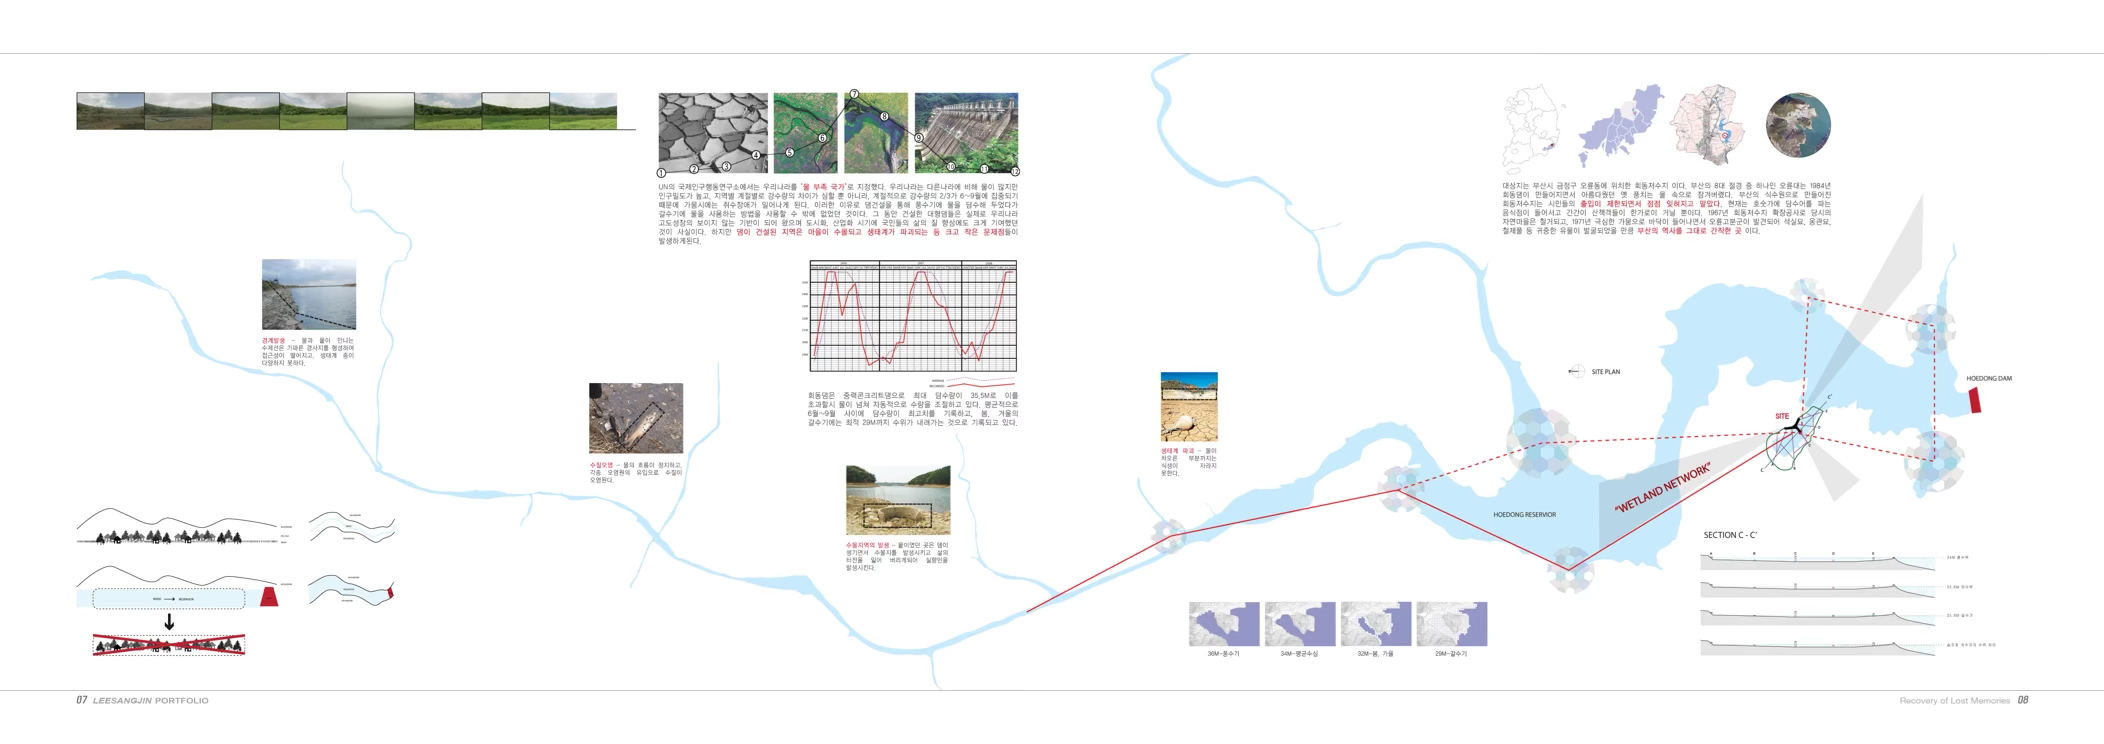 ① ② ③ ④ ⑤ ⑥ ⑦ ⑧ ⑨ ⑩ ⑪ ⑫
UN의 국제인구행동연구소에서는 우리나라를 '물 부족 국가'로 지정했다. 우리나라는 다른나라에 비해 물이 많지만
인구밀도가 높고, 지역별 계절별로 강수량의 차이가 심할 뿐 아니라, 계절적으로 강수량의 2/3가 6~9월에 집중되기
때문에 가뭄시에는 취수장애가 일어나게 된다. 이러한 이유로 댐건설을 통해 풍수기에 물을 담수해 두었다가
갈수기에 물을 사용하는 방법을 사용할 수 밖에 없었던 것이다. 그 동안 건설한 대형댐들은 실제로 우리나라
고도성장의 보이지 않는 기반이 되어 왔으며 도시화, 산업화 시기에 국민들의 삶의 질 향상에도 크게 기여했던
것이 사실이다. 하지만 댐이 건설된 지역은 마을이 수몰되고 생태계가 파괴되는 등 크고 작은 문제점들이
발생하게된다.
대상지는 부산시 금정구 오륜동에 위치한 회동저수지 이다. 부산의 8대 절경 중 하나인 오륜대는 1984년
회동댐이 만들어지면서 아름다웠던 옛 풍치는 물 속으로 잠겨버렸다. 부산의 식수원으로 만들어진
회동저수지는 시민들의 출입이 제한되면서 점점 잊혀지고 말았다. 현재는 호숫가에 담수어를 파는
음식점이 들어서고 간간이 산책객들이 한가로이 거닐 뿐이다. 1967년 회동저수지 확장공사로 당시의
자연마을은 철거되고, 1971년 극심한 가뭄으로 바닥이 들어나면서 오륜고분군이 발견되어 석실묘, 옹관묘,
철제물 등 귀중한 유물이 발굴되었을 만큼 부산의 역사를 그대로 간직한 곳 이다.
경계발생 - 물과 뭍이 만나는
수제선은 가파른 경사지를 형성하여
접근성이 떨어지고, 생태계 종이
다양하지 못하다.
수질오염 - 물의 흐름이 정지하고,
각종 오염원의 유입으로 수질이
오염된다.
회동댐은 중력콘크리트댐으로 최대 담수량이 35.5M로 이를
초과할시 물이 넘쳐 자동적으로 수량을 조절하고 있다. 평균적으로
6월~9월 사이에 담수량이 최고치를 기록하고, 봄, 겨울의
갈수기에는 최저 29M까지 수위가 내려가는 것으로 기록되고 있다.
수몰지역의 발생 - 뭍이였던 곳은 댐이
생기면서 수몰지를 발생시키고 삶의
터전을 잃어 버리게되어 실향민을
발생시킨다.
생태계 파괴 - 물이
차오른 부분까지는
식생이 자라지
못한다.
SITE PLAN
HOEDONG DAM
SITE
"WETLAND NETWORK"
HOEDONG RESERVIOR
SECTION C - C'
36M-풍수기
34M-평균수심
32M-봄, 가을
29M-갈수기
07 LEESANGJIN PORTFOLIO
Recovery of Lost Memories 08